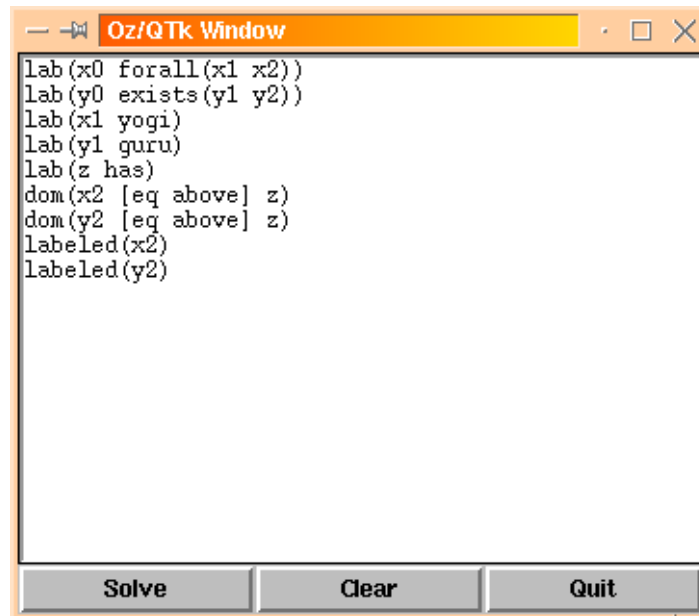 Oz/QTk Window
lab(x0 forall(x1 x2))
lab(y0 exists(y1 y2))
lab(x1 yogi)
lab(y1 guru)
lab(z has)
dom(x2 [eq above] z)
dom(y2 [eq above] z)
labeled(x2)
labeled(y2)
Solve Clear Quit